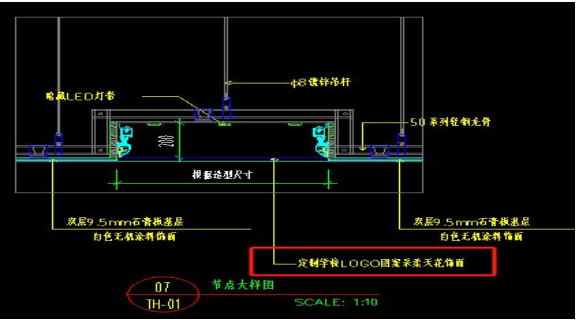 φ8镀锌吊杆
暗藏LED灯带
50系列轻钢龙骨
200
根据造型尺寸
双层9.5mm石膏板基层
白色无机涂料饰面
双层9.5mm石膏板基层
白色无机涂料饰面
定制学校LOGO图案采柔天花饰面
07
TH-01
节点大样图
SCALE: 1:10